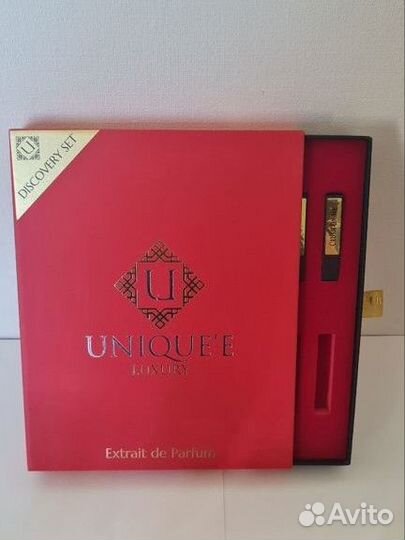 U
DISCOVERY SET
U
UNIQUE'E
LUXURY
Extrait de Parfum
Avito